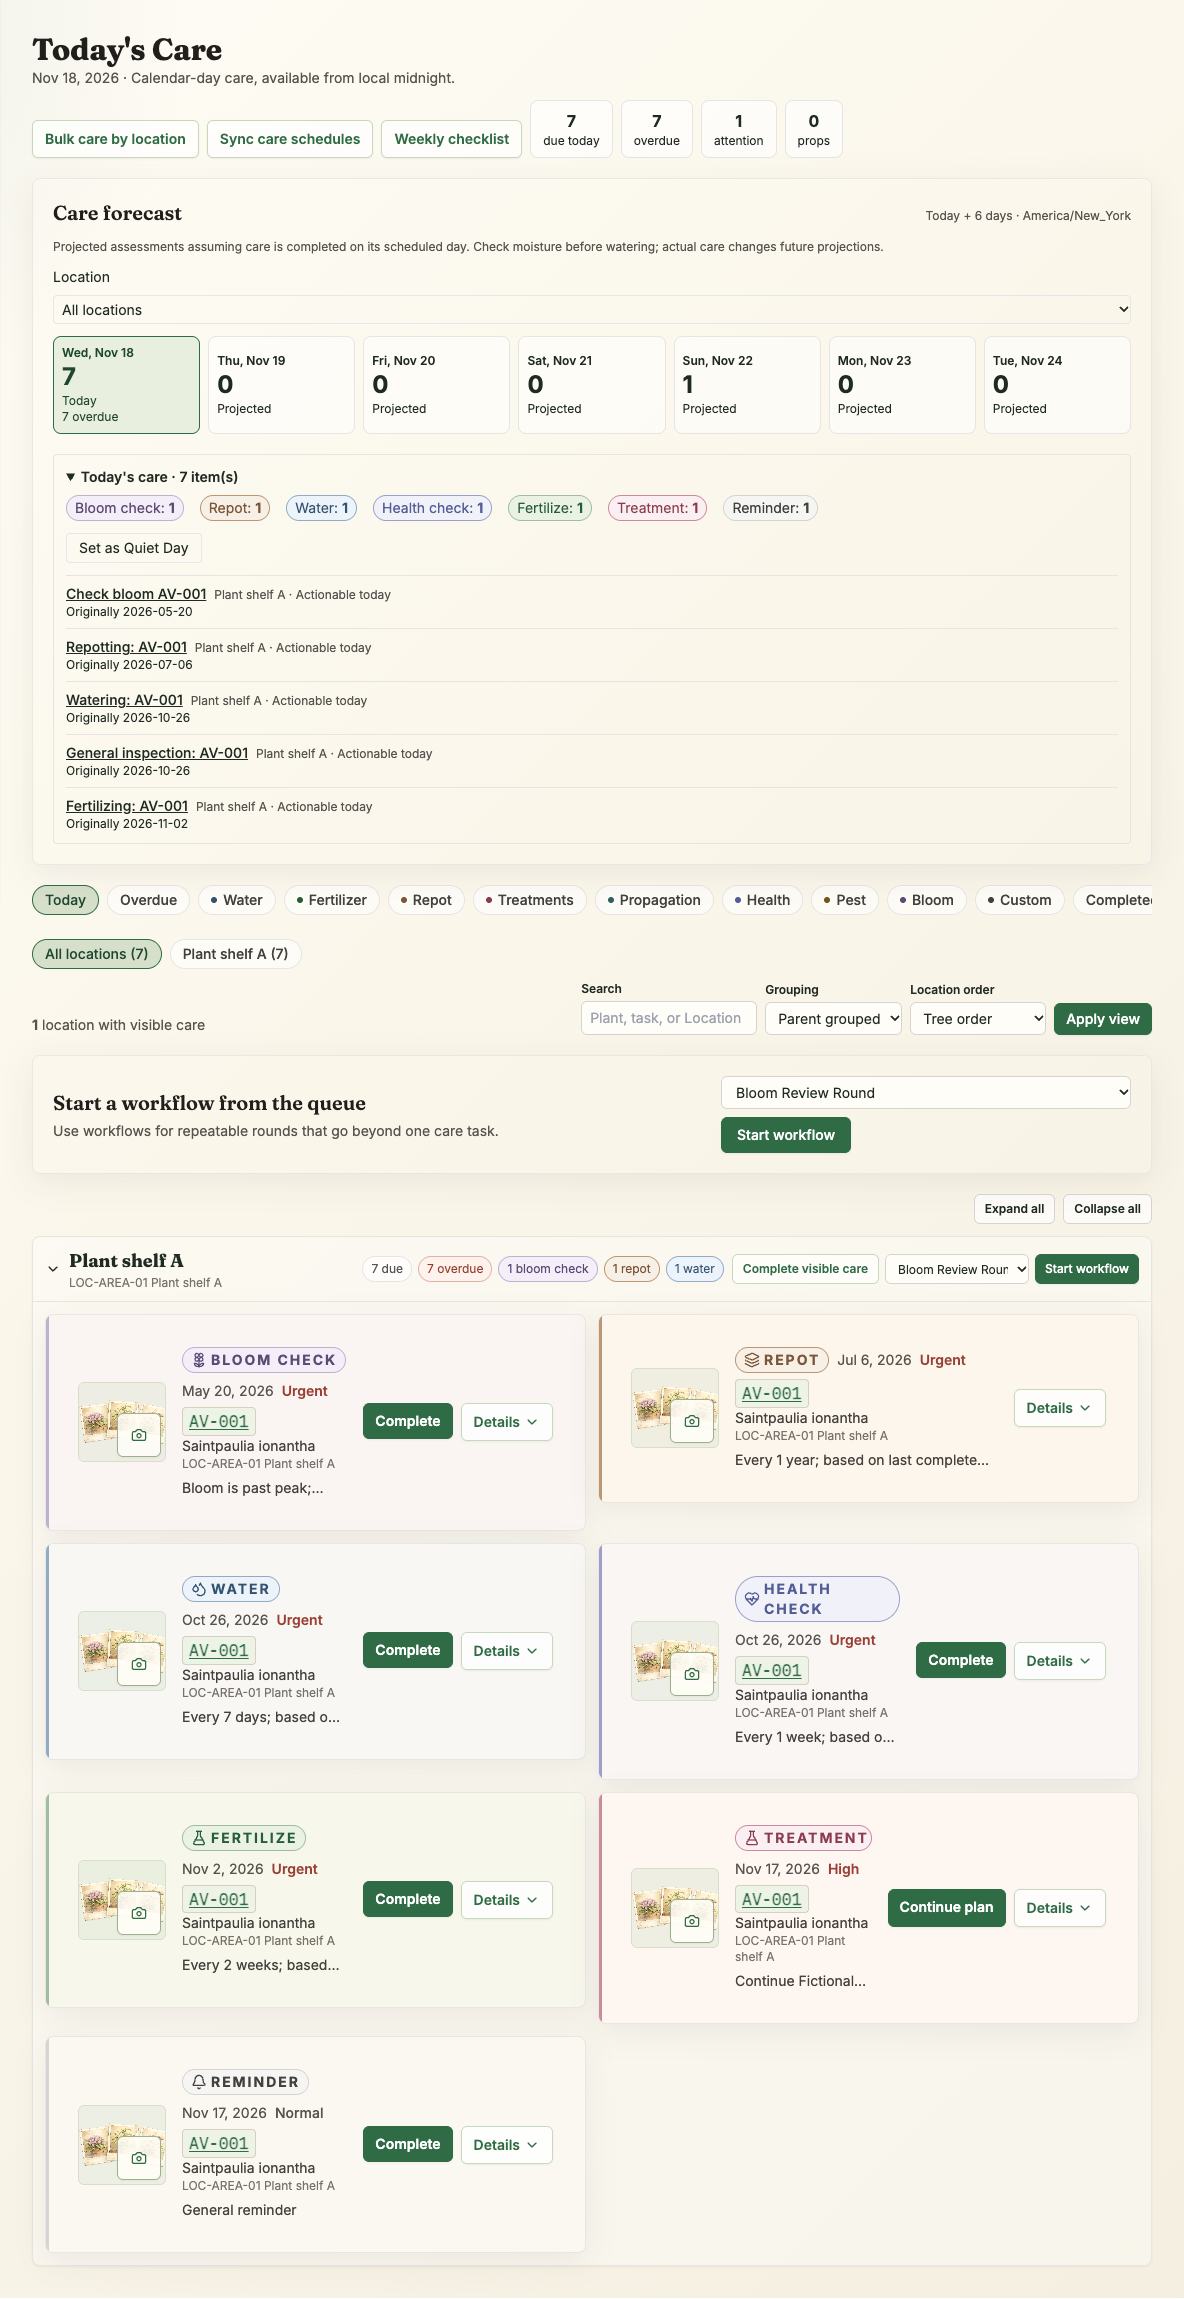 Today's Care
Nov 18, 2026 · Calendar-day care, available from local midnight.
Bulk care by location
Sync care schedules
Weekly checklist
7
due today
7
overdue
1
attention
0
props
Care forecast
Today + 6 days · America/New_York
Projected assessments assuming care is completed on its scheduled day. Check moisture before watering; actual care changes future projections.
Location
All locations
Wed, Nov 18
7
Today
7 overdue
Thu, Nov 19
0
Projected
Fri, Nov 20
0
Projected
Sat, Nov 21
0
Projected
Sun, Nov 22
1
Projected
Mon, Nov 23
0
Projected
Tue, Nov 24
0
Projected
▼ Today's care · 7 item(s)
Bloom check: 1
Repot: 1
Water: 1
Health check: 1
Fertilize: 1
Treatment: 1
Reminder: 1
Set as Quiet Day
Check bloom AV-001 Plant shelf A · Actionable today
Originally 2026-05-20
Repotting: AV-001 Plant shelf A · Actionable today
Originally 2026-07-06
Watering: AV-001 Plant shelf A · Actionable today
Originally 2026-10-26
General inspection: AV-001 Plant shelf A · Actionable today
Originally 2026-10-26
Fertilizing: AV-001 Plant shelf A · Actionable today
Originally 2026-11-02
Today
Overdue
• Water
• Fertilizer
• Repot
• Treatments
• Propagation
• Health
• Pest
• Bloom
• Custom
Completed
All locations (7)
Plant shelf A (7)
1 location with visible care
Search
Plant, task, or Location
Grouping
Parent grouped
Location order
Tree order
Apply view
Start a workflow from the queue
Use workflows for repeatable rounds that go beyond one care task.
Bloom Review Round
Start workflow
Expand all
Collapse all
Plant shelf A
LOC-AREA-01 Plant shelf A
7 due
7 overdue
1 bloom check
1 repot
1 water
Complete visible care
Bloom Review Roun
Start workflow
BLOOM CHECK
May 20, 2026 Urgent
AV-001
Saintpaulia ionantha
LOC-AREA-01 Plant shelf A
Bloom is past peak;...
Complete
Details
REPOT Jul 6, 2026 Urgent
AV-001
Saintpaulia ionantha
LOC-AREA-01 Plant shelf A
Every 1 year; based on last complete...
Details
WATER
Oct 26, 2026 Urgent
AV-001
Saintpaulia ionantha
LOC-AREA-01 Plant shelf A
Every 7 days; based o...
Complete
Details
HEALTH
CHECK
Oct 26, 2026 Urgent
AV-001
Saintpaulia ionantha
LOC-AREA-01 Plant shelf A
Every 1 week; based o...
Complete
Details
FERTILIZE
Nov 2, 2026 Urgent
AV-001
Saintpaulia ionantha
LOC-AREA-01 Plant shelf A
Every 2 weeks; based...
Complete
Details
TREATMENT
Nov 17, 2026 High
AV-001
Saintpaulia ionantha
LOC-AREA-01 Plant
shelf A
Continue Fictional...
Continue plan
Details
REMINDER
Nov 17, 2026 Normal
AV-001
Saintpaulia ionantha
LOC-AREA-01 Plant shelf A
General reminder
Complete
Details